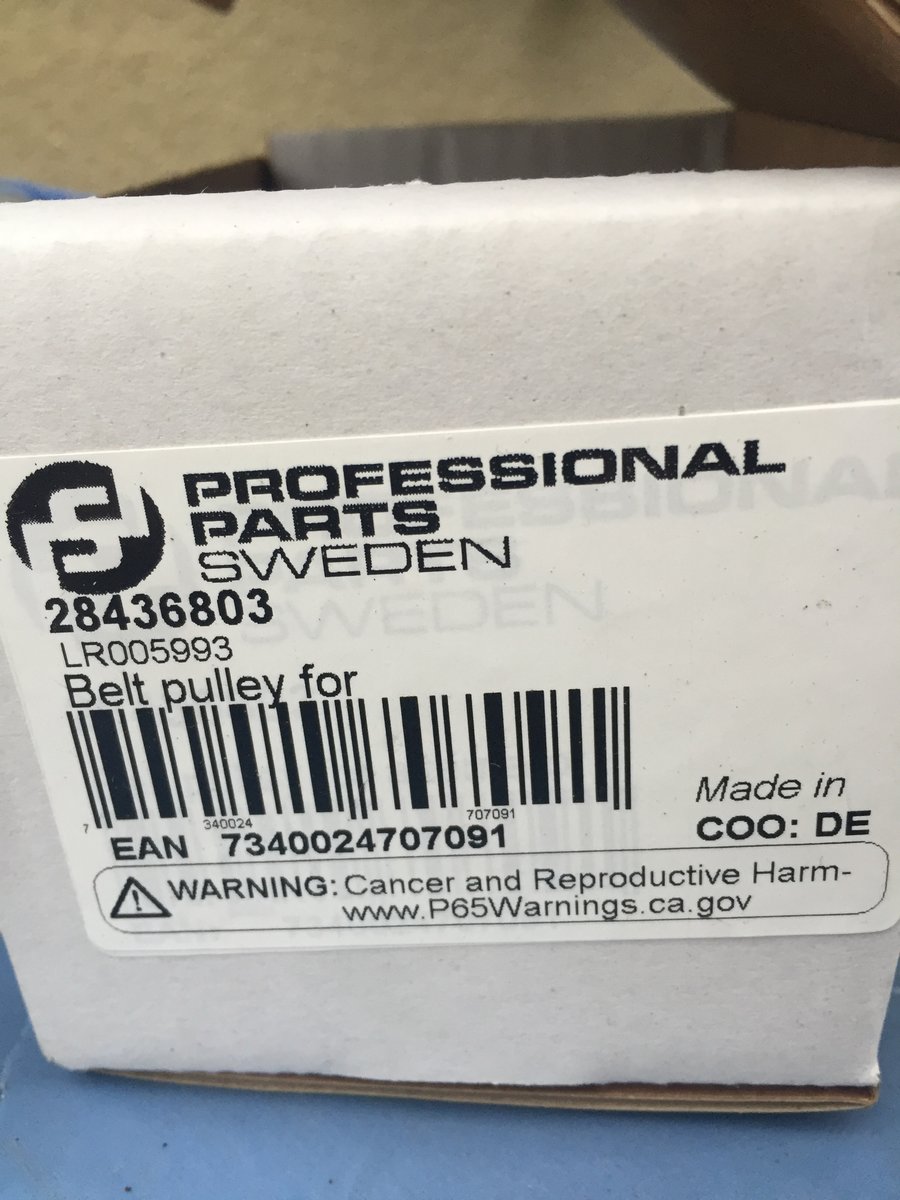 PROFESSIONAL
PARTS
SWEDEN
28436803
LR005993
Belt pulley for
7 340024 707091
EAN 7340024707091
Made in
COO: DE
WARNING: Cancer and Reproductive Harm-
www.P65Warnings.ca.gov